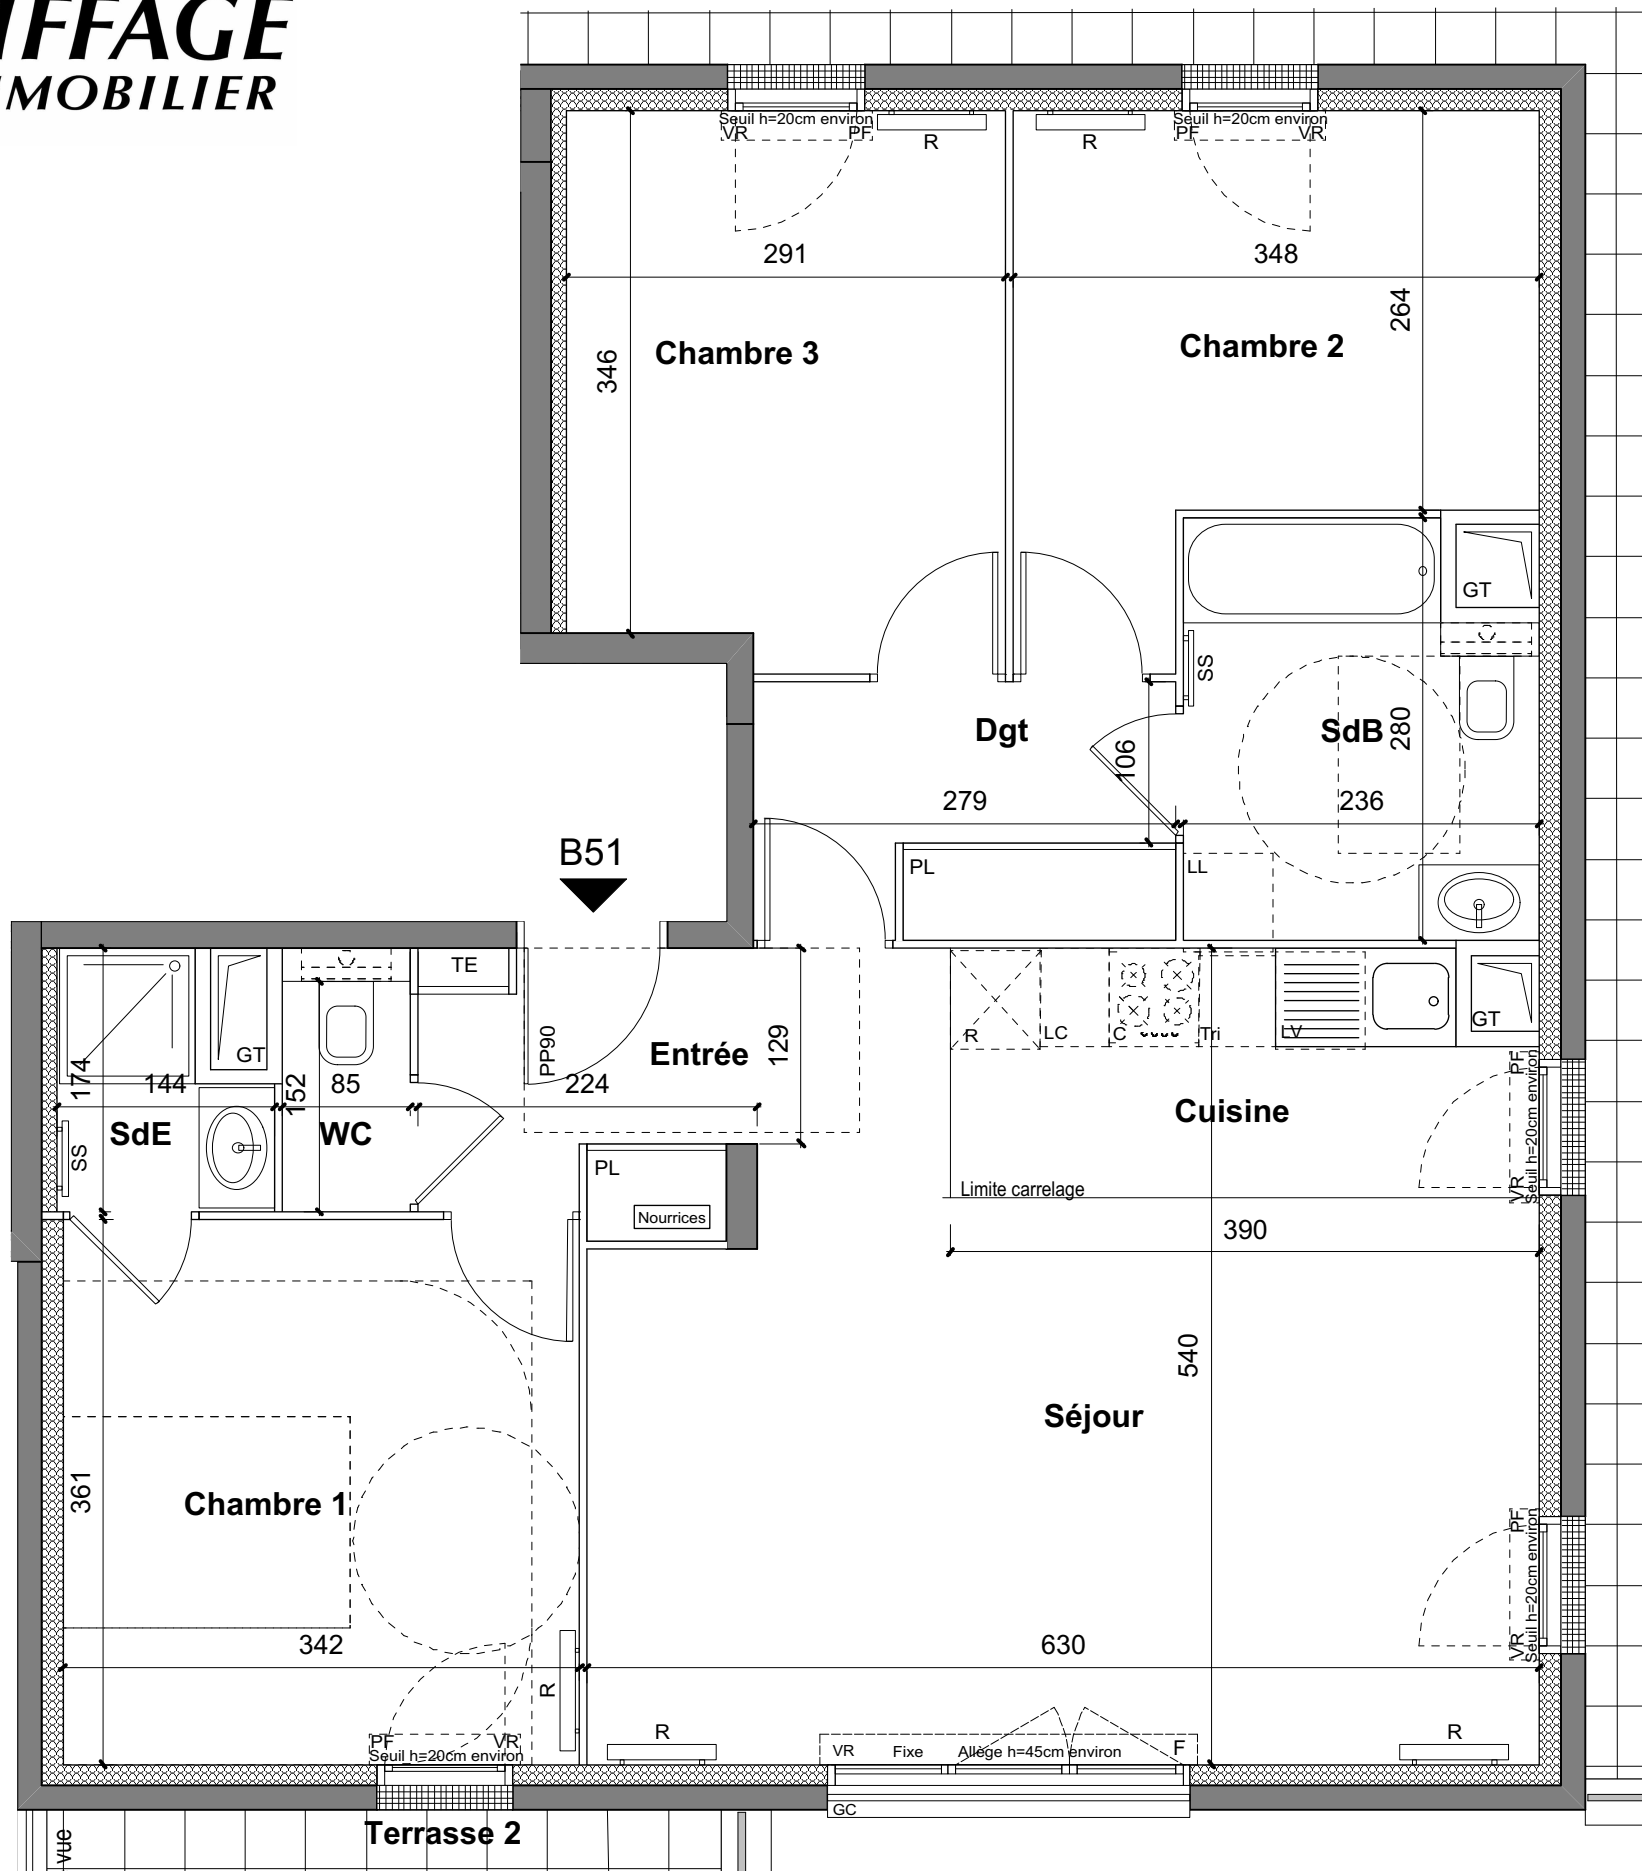 IFFAGE
MOBILIER
Seuil h=20cm environ
VR PF
R
R
Seuil h=20cm environ
PF VR
291
348
264
346
Chambre 3
Chambre 2
GT
SS
Dgt
SdB
280
106
279
236
B51
PL
LL
TE
PP90
Entrée
129
R
LC
C
Tri
LV
GT
GT
174
144
152
85
224
SdE
WC
SS
Cuisine
PF
Seuil h=20cm environ
VR
PL
Nourrices
Limite carrelage
390
540
Séjour
361
Chambre 1
PF
Seuil h=20cm environ
VR
342
630
R
R
R
PF VR
Seuil h=20cm environ
VR Fixe Allège h=45cm environ F
GC
Terrasse 2
vue